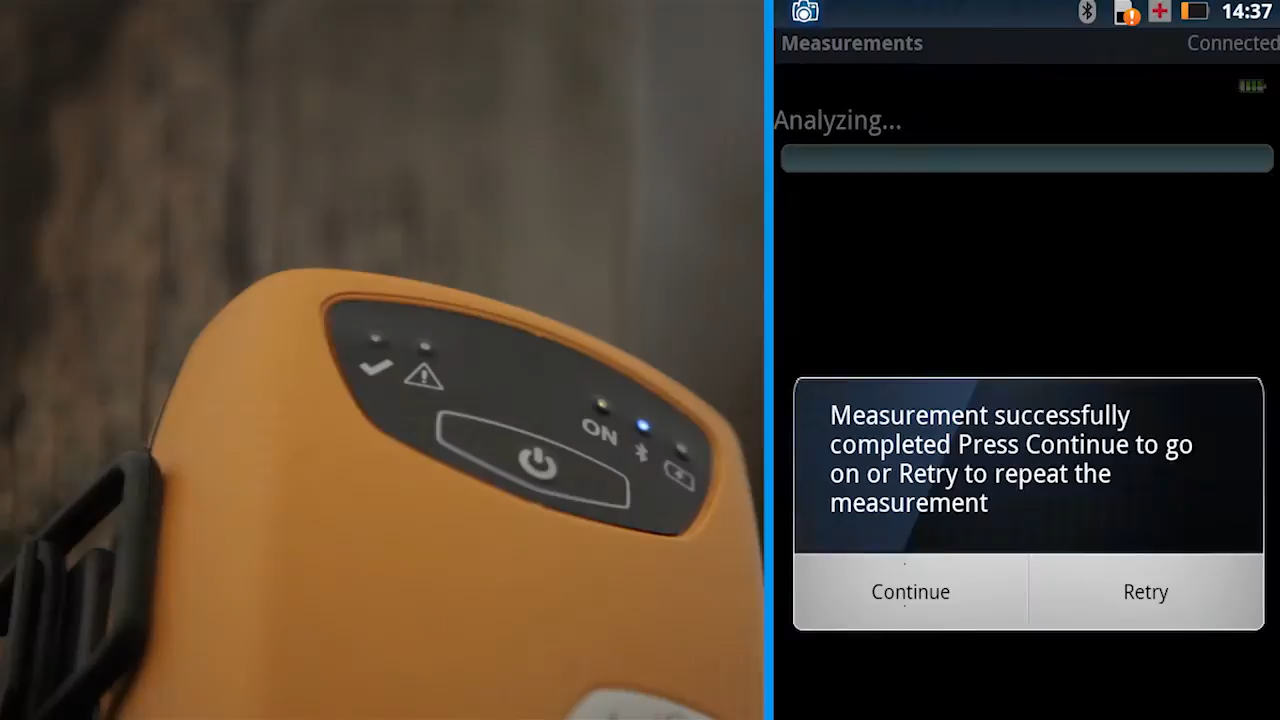 14:37
Measurements
Connected
Analyzing...
Measurement successfully
completed Press Continue to go
on or Retry to repeat the
measurement
Continue
Retry
ON